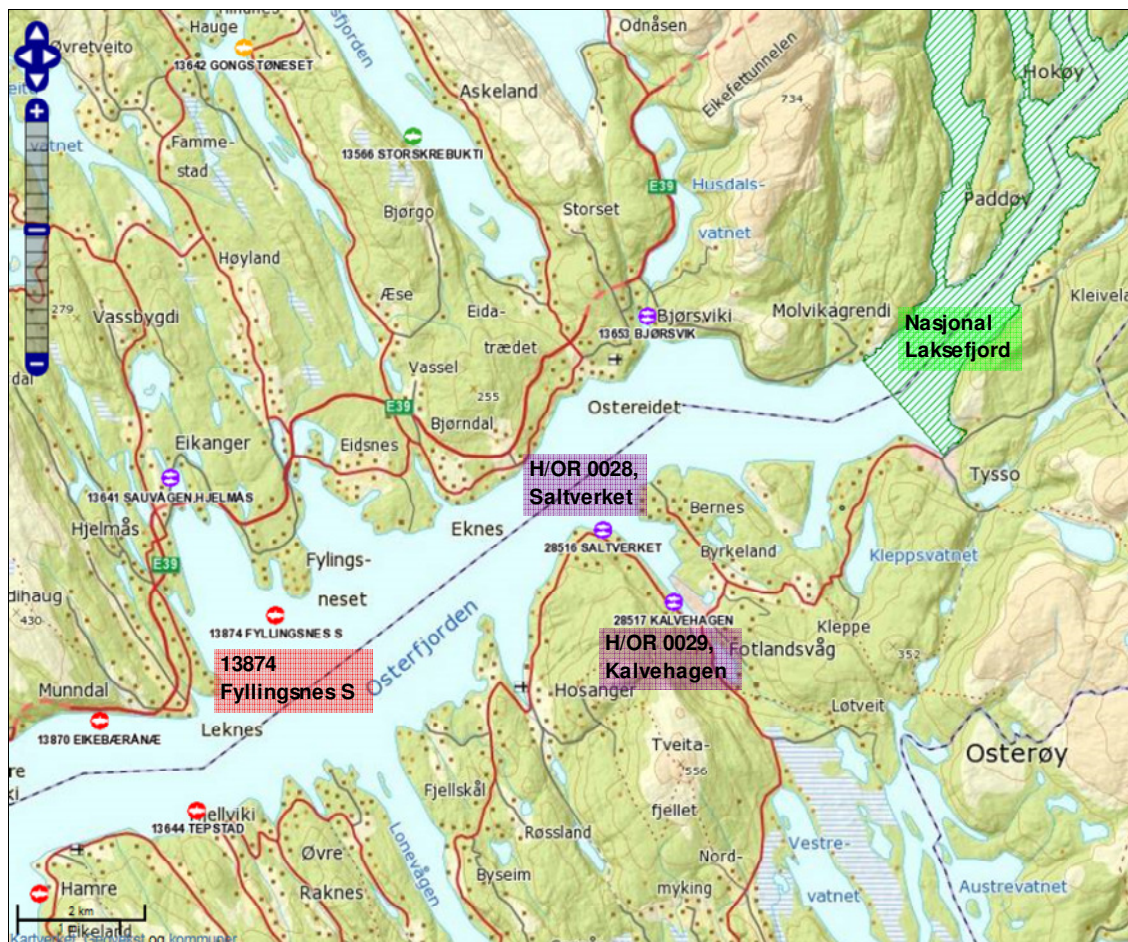 Hauge
Odnåsen
Øvretveito
13642 GONGSTØNESET
Hokøy
Eikefettunnelen
734
Askeland
13566 STORSKREBUKTI
vatnet
Famme-
stad
E39
Husdals-
vatnet
Paddøy
Bjørgo
Storset
Høyland
279
Æse
Vassbygdi
Eida-
trædet
Bjørsviki
13653 BJØRSVIK
Molvikagrendi
Nasjonal
Laksefjord
Vassel
255
E39
Bjørndal
Ostereidet
Eikanger
Eidsnes
13641 SAUVÅGEN,HJELMÅS
H/OR 0028,
Saltverket
Tysso
Hjelmås
Eknes
Bernes
28516 SALTVERKET
Byrkeland
Kleppsvatnet
E39
Fylings-
neset
430
13874 FYLLINGSNES S
28517 KALVEHAGEN
Kleppe
H/OR 0029,
Kalvehagen
Fotlandsvåg
352
13874
Fyllingsnes S
Osterfjorden
Munndal
Hosanger
Løtveit
Leknes
13870 EIKEBÆRÅNÆ
Tveita-
556
fjellet
Osterøy
Fjellskål
13644 TEPSTAD
Røssland
Lonevågen
Vestre-
vatnet
Øvre
Raknes
Byseim
Nord-
myking
Hamre
Austrevatnet
2 km
Eikeland